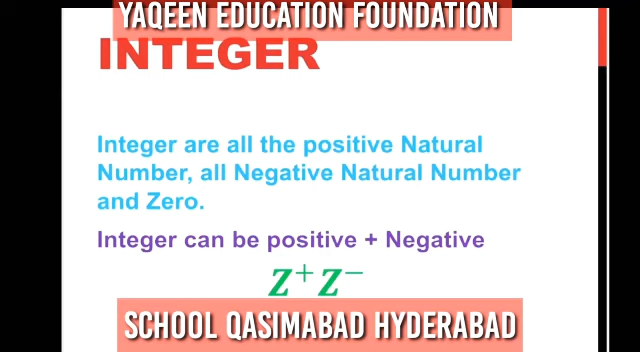 YAQEEN EDUCATION FOUNDATION
INTEGER
Integer are all the positive Natural
Number, all Negative Natural Number
and Zero.
Integer can be positive + Negative
Z⁺ Z⁻
SCHOOL QASIMABAD HYDERABAD